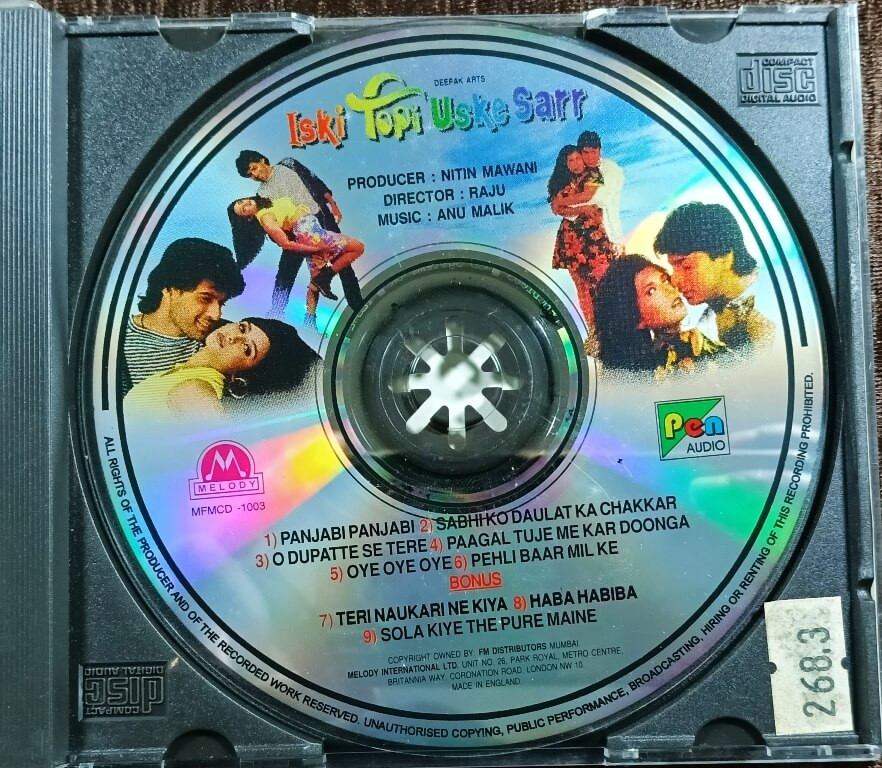 DEEPAK ARTS
Iski Topi Uske Sarr
PRODUCER : NITIN MAWANI
DIRECTOR : RAJU
MUSIC : ANU MALIK
COMPACT
disc
DIGITAL AUDIO
M
MELODY
MFMCD -1003
Pen
AUDIO
1) PANJABI PANJABI 2) SABHI KO DAULAT KA CHAKKAR
3) O DUPATTE SE TERE 4) PAAGAL TUJE ME KAR DOONGA
5) OYE OYE OYE 6) PEHLI BAAR MIL KE
BONUS
7) TERI NAUKARI NE KIYA 8) HABA HABIBA
9) SOLA KIYE THE PURE MAINE
COPYRIGHT OWNED BY. FM DISTRIBUTORS MUMBAI
MELODY INTERNATIONAL LTD. UNIT NO. 26, PARK ROYAL, METRO CENTRE,
BRITANNIA WAY, CORONATION ROAD, LONDON NW 10.
MADE IN ENGLAND
ALL RIGHTS OF THE PRODUCER AND OF THE RECORDED WORK RESERVED. UNAUTHORISED COPYING, PUBLIC PERFORMANCE, BROADCASTING, HIRING OR RENTING OF THIS RECORDING PROHIBITED.
268.3
COMPACT
disc
DIGITAL AUDIO